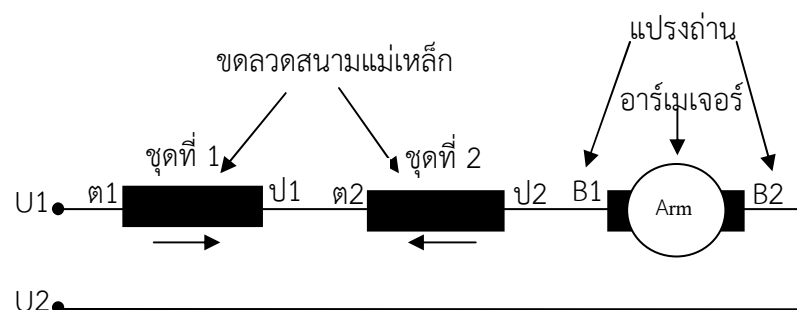 แปรงถ่าน
ขดลวดสนามแม่เหล็ก
อาร์เมเจอร์
ชุดที่ 1
ชุดที่ 2
U1 ต1 ป1 ต2 ป2 B1 Arm B2
U2